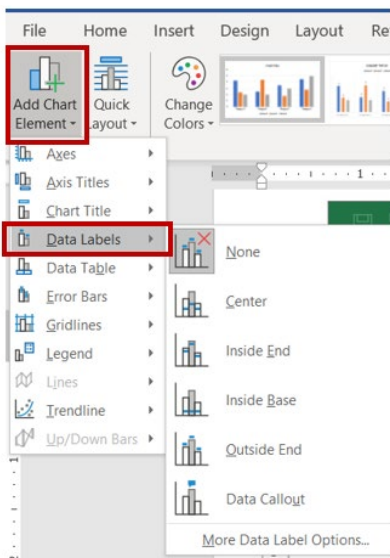 File Home Insert Design Layout Re
Add Chart Element
Quick Layout
Change Colors
Axes
Axis Titles
Chart Title
Data Labels
Data Table
Error Bars
Gridlines
Legend
Lines
Trendline
Up/Down Bars
1
None
Center
Inside End
Inside Base
Outside End
Data Callout
More Data Label Options...